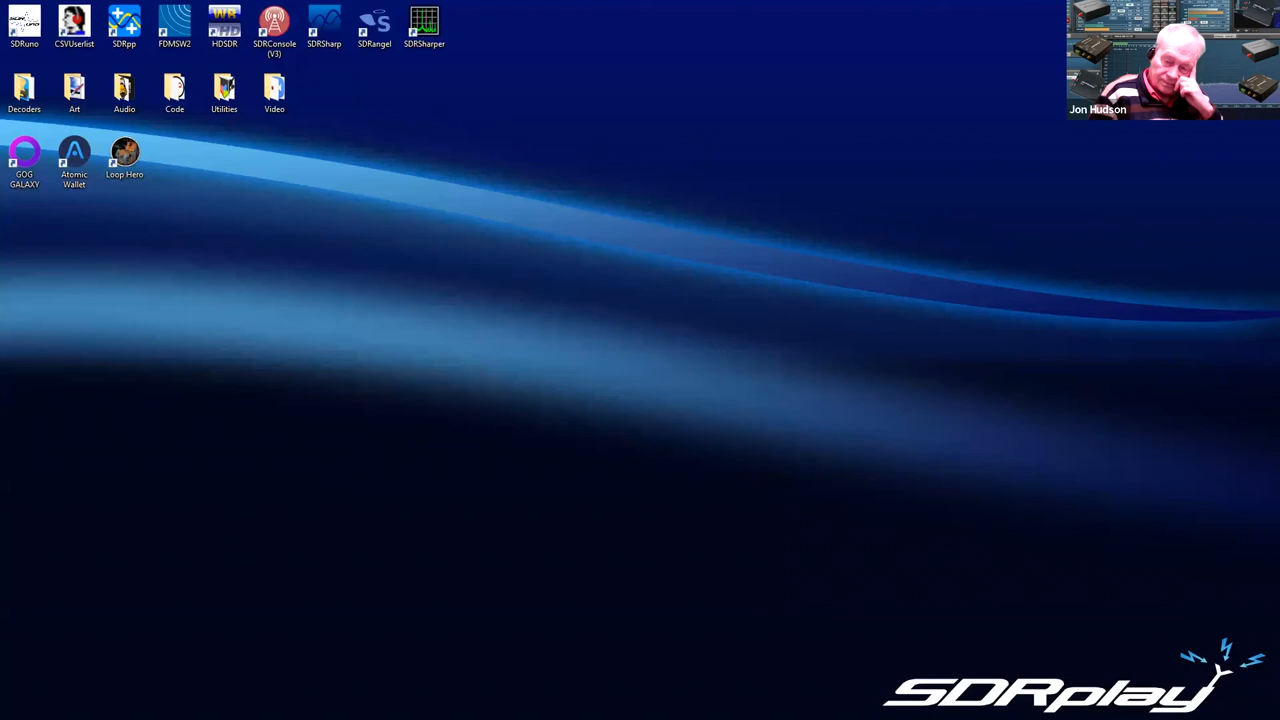 SDRuno
CSVUserlist
SDRpp
FDMSW2
HDSDR
SDRConsole
(V3)
SDRSharp
SDRangel
SDRSharper
Decoders
Art
Audio
Code
Utilities
Video
GOG
GALAXY
Atomic
Wallet
Loop Hero
Jon Hudson
SDRplay